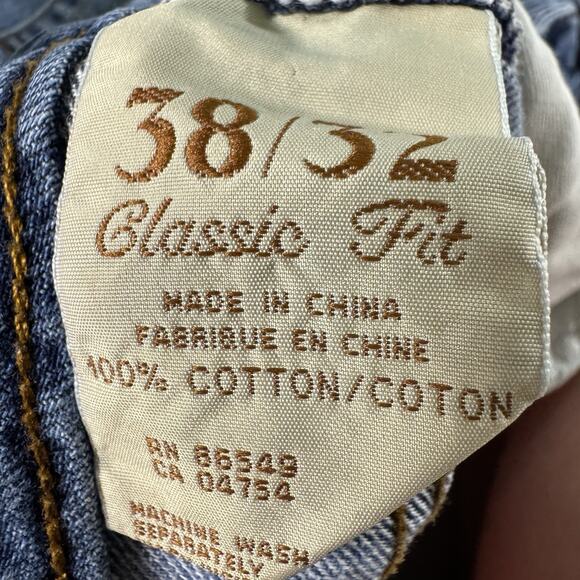 38/32
Classic Fit
MADE IN CHINA
FABRIQUE EN CHINE
100% COTTON/COTON
RN 66549
CA 04754
MACHINE WASH
SEPARATELY